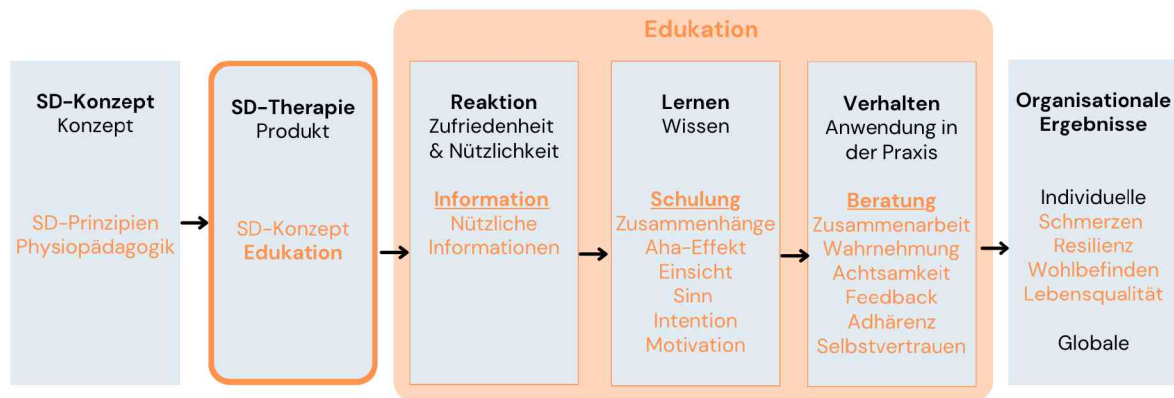 Edukation
SD-Konzept
Konzept
SD-Prinzipien
Physiopädagogik
SD-Therapie
Produkt
SD-Konzept
Edukation
Reaktion
Zufriedenheit
& Nützlichkeit
Information
Nützliche
Informationen
Lernen
Wissen
Schulung
Zusammenhänge
Aha-Effekt
Einsicht
Sinn
Intention
Motivation
Verhalten
Anwendung in
der Praxis
Beratung
Zusammenarbeit
Wahrnehmung
Achtsamkeit
Feedback
Adhärenz
Selbstvertrauen
Organisationale
Ergebnisse
Individuelle
Schmerzen
Resilienz
Wohlbefinden
Lebensqualität
Globale